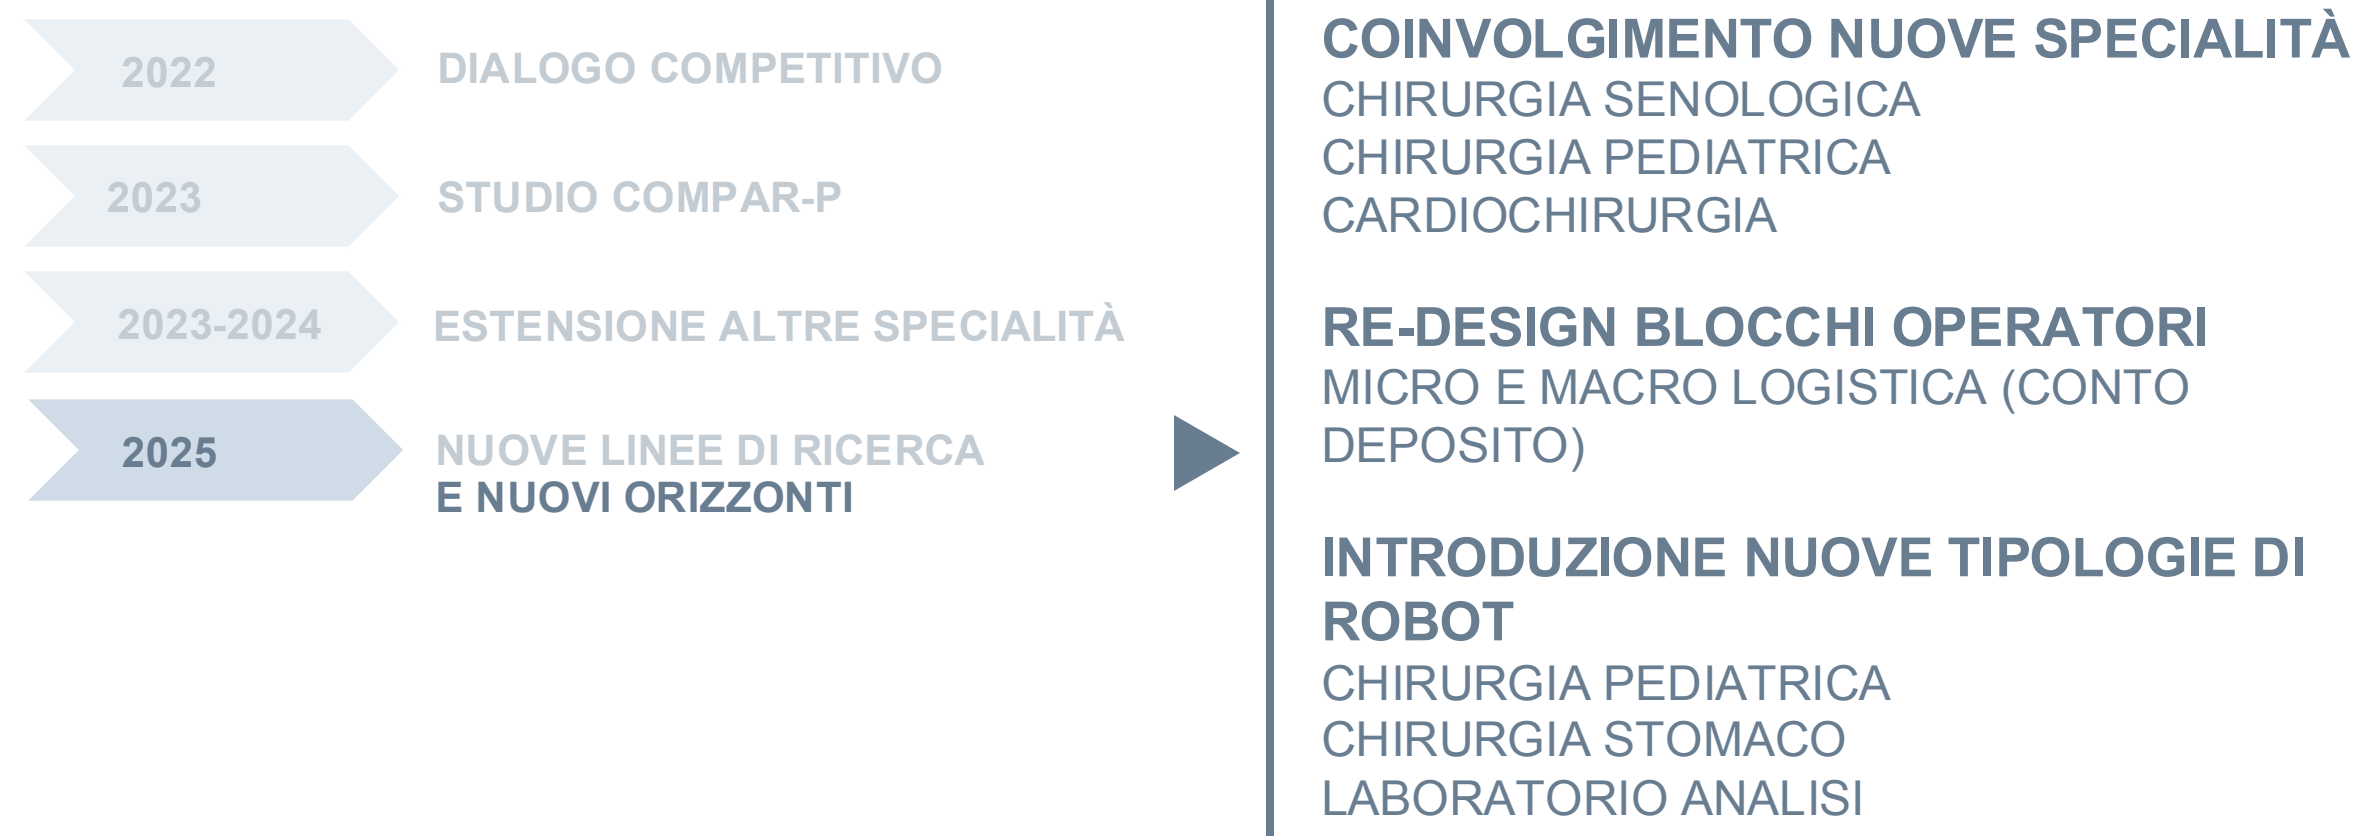 2022
DIALOGO COMPETITIVO
2023
STUDIO COMPAR-P
2023-2024
ESTENSIONE ALTRE SPECIALITÀ
2025
NUOVE LINEE DI RICERCA
E NUOVI ORIZZONTI
COINVOLGIMENTO NUOVE SPECIALITÀ
CHIRURGIA SENOLOGICA
CHIRURGIA PEDIATRICA
CARDIOCHIRURGIA
RE-DESIGN BLOCCHI OPERATORI
MICRO E MACRO LOGISTICA (CONTO
DEPOSITO)
INTRODUZIONE NUOVE TIPOLOGIE DI
ROBOT
CHIRURGIA PEDIATRICA
CHIRURGIA STOMACO
LABORATORIO ANALISI